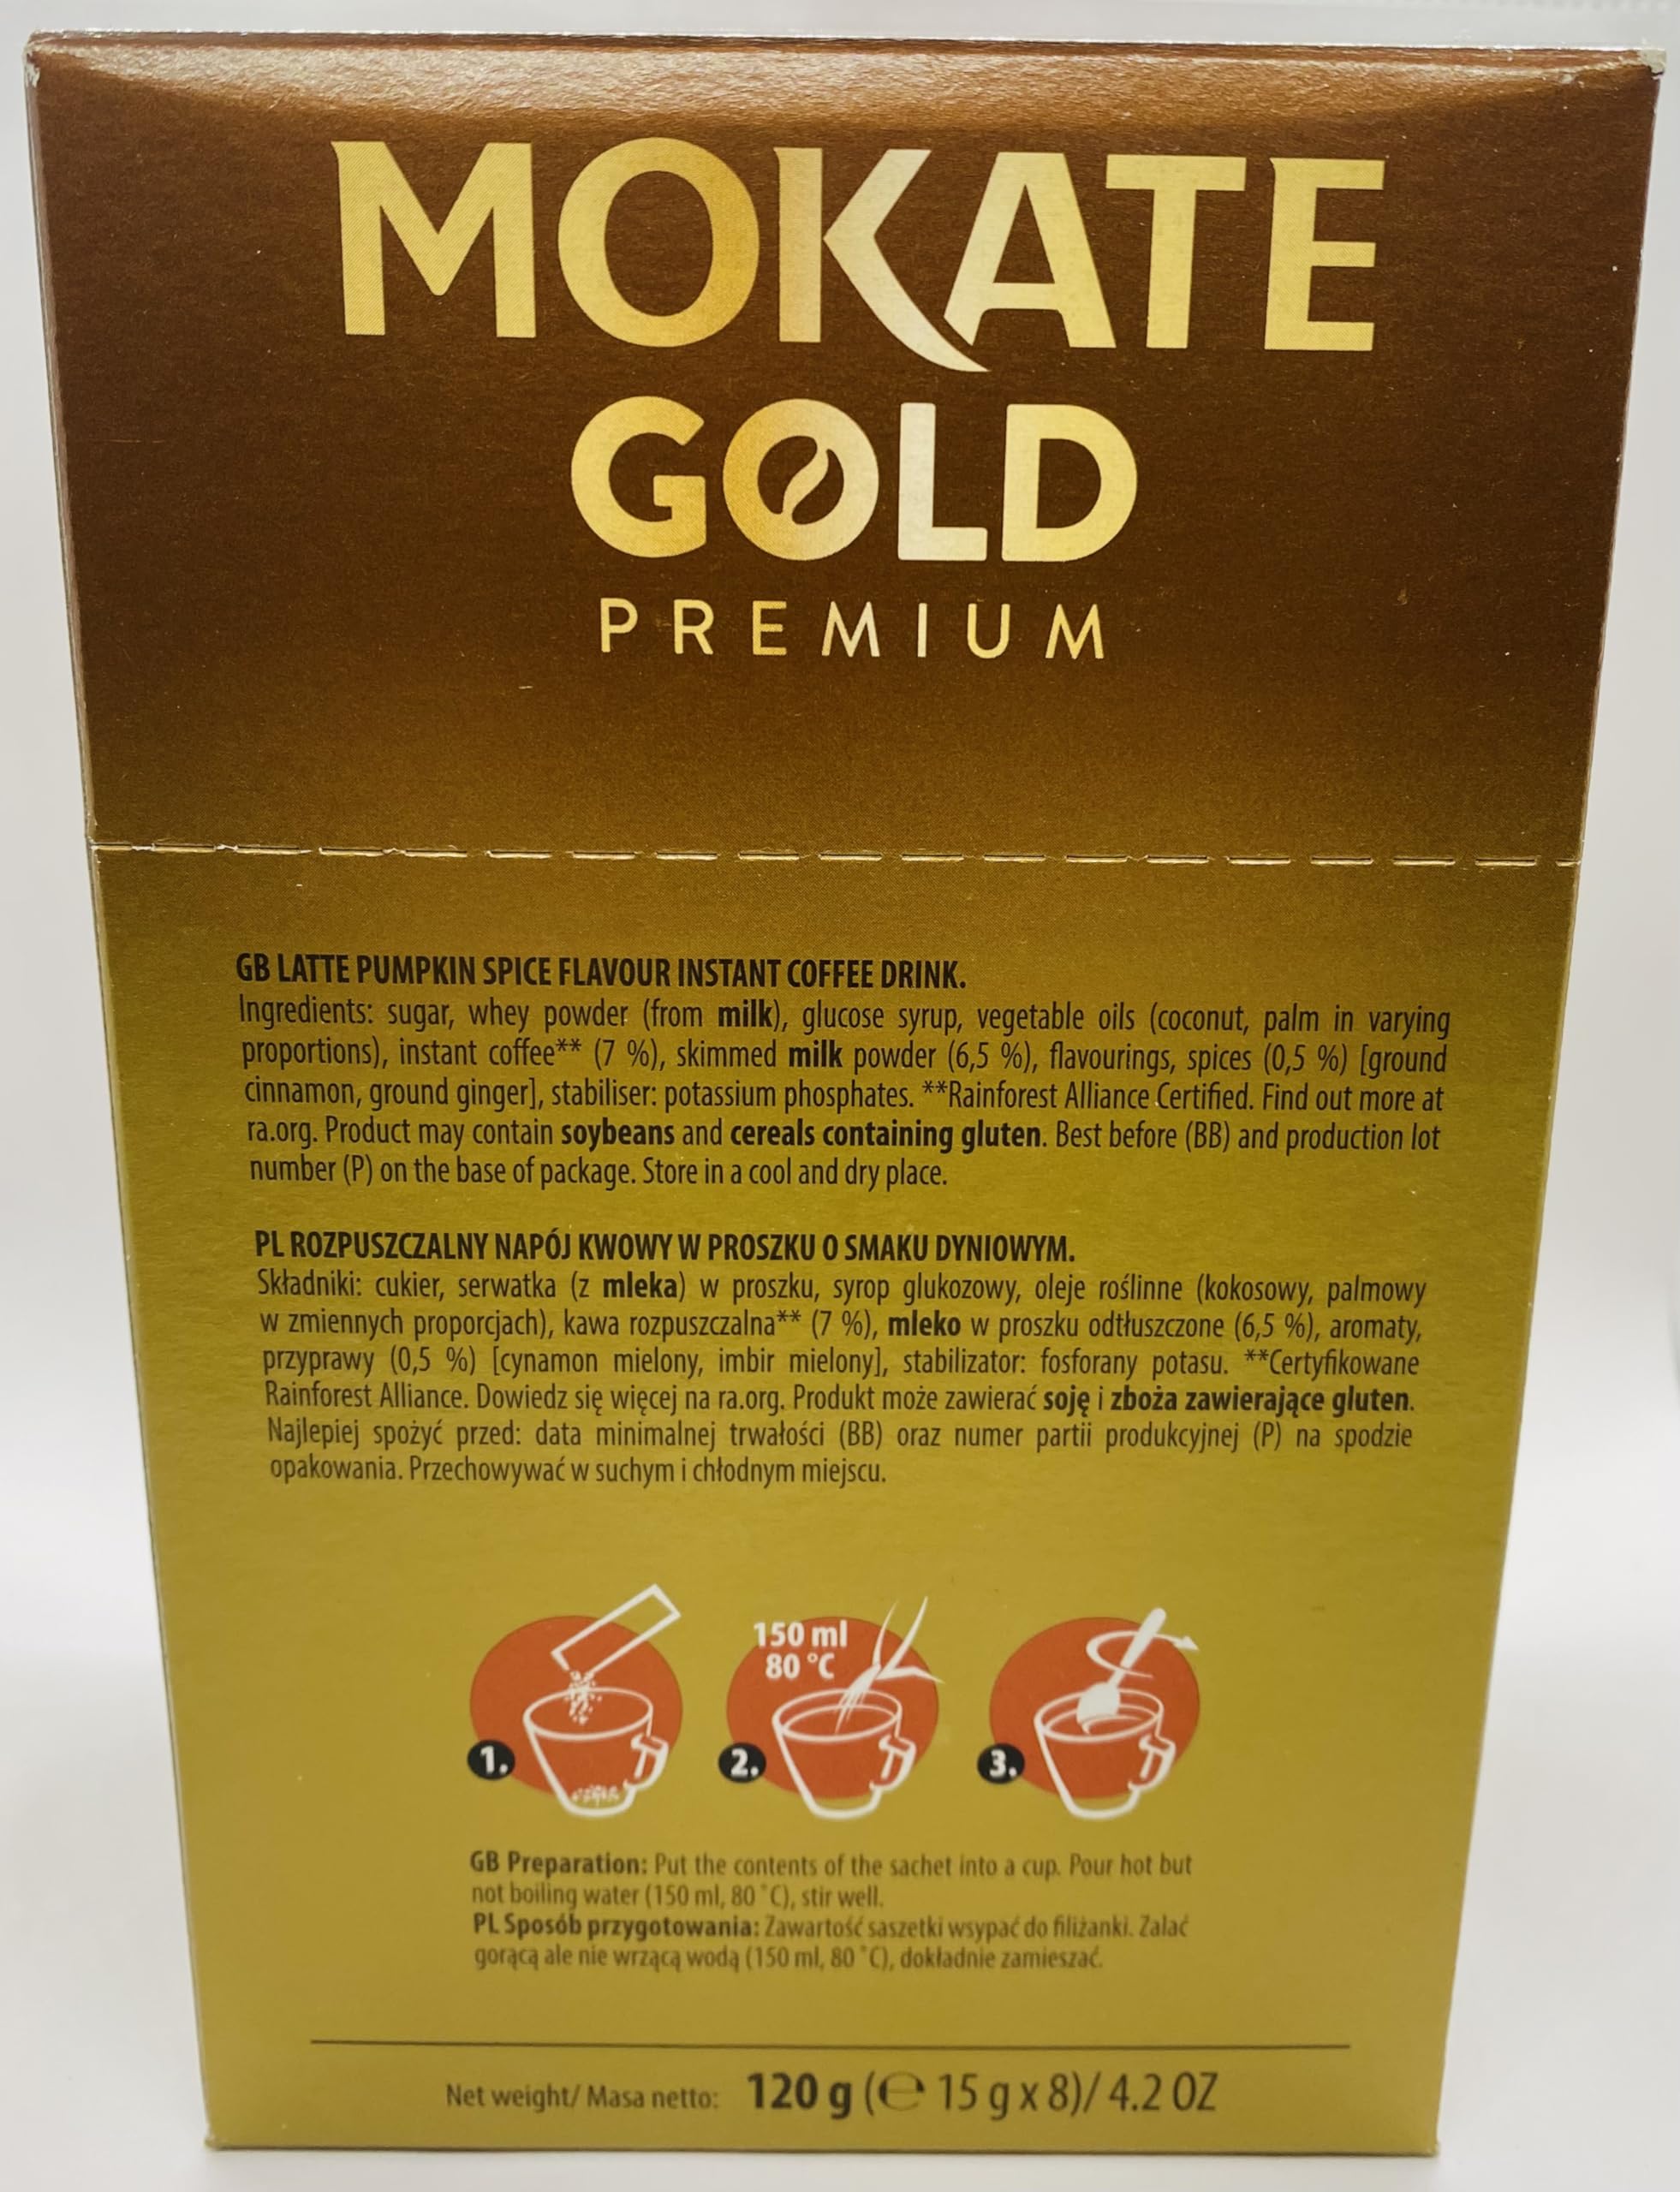 MOKATE
GOLD
PREMIUM
GB LATTE PUMPKIN SPICE FLAVOUR INSTANT COFFEE DRINK.
Ingredients: sugar, whey powder (from milk), glucose syrup, vegetable oils (coconut, palm in varying
proportions), instant coffee** (7 %), skimmed milk powder (6,5 %), flavourings, spices (0,5 %) [ground
cinnamon, ground ginger], stabiliser: potassium phosphates. **Rainforest Alliance Certified. Find out more at
ra.org. Product may contain soybeans and cereals containing gluten. Best before (BB) and production lot
number (P) on the base of package. Store in a cool and dry place.
PL ROZPUSZCZALNY NAPÓJ KWOWY W PROSZKU O SMAKU DYNIOWYM.
Składniki: cukier, serwatka (z mleka) w proszku, syrop glukozowy, oleje roślinne (kokosowy, palmowy
w zmiennych proporcjach), kawa rozpuszczalna** (7 %), mleko w proszku odtłuszczone (6,5 %), aromaty,
przyprawy (0,5 %) [cynamon mielony, imbir mielony], stabilizator: fosforany potasu. **Certyfikowane
Rainforest Alliance. Dowiedz się więcej na ra.org. Produkt może zawierać soję i zboża zawierające gluten.
Najlepiej spożyć przed: data minimalnej trwałości (BB) oraz numer partii produkcyjnej (P) na spodzie
opakowania. Przechowywać w suchym i chłodnym miejscu.
150 ml
80 °C
1.
2.
3.
GB Preparation: Put the contents of the sachet into a cup. Pour hot but
not boiling water (150 ml, 80 °C), stir well.
PL Sposób przygotowania: Zawartość saszetki wsypać do filiżanki. Zalać
gorącą ale nie wrzącą wodą (150 ml, 80 °C), dokładnie zamieszać.
Net weight/ Masa netto: 120 g (℮ 15 g x 8)/ 4.2 OZ